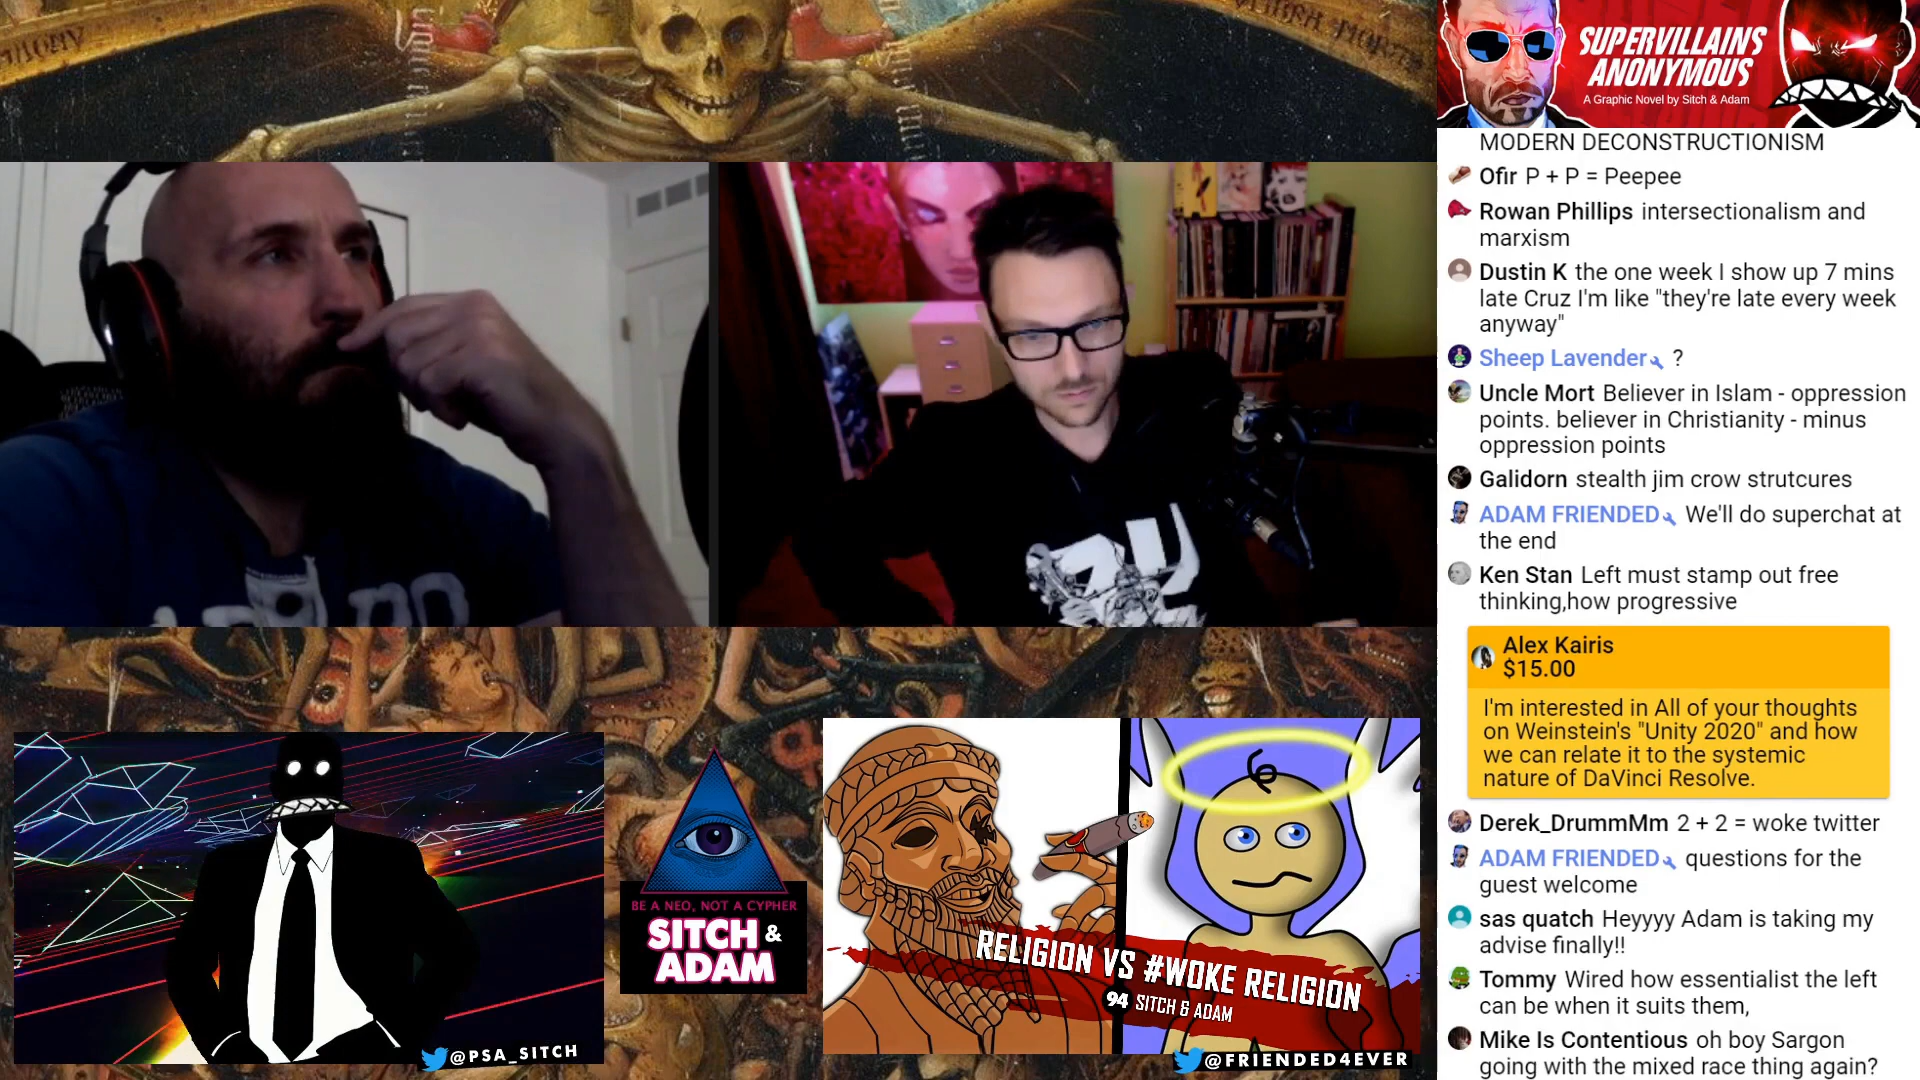 SUPERVILLAINS
ANONYMOUS
A Graphic Novel by Sitch & Adam
MODERN DECONSTRUCTIONISM
Ofir P + P = Peepee
Rowan Phillips intersectionalism and
marxism
Dustin K the one week I show up 7 mins
late Cruz I'm like "they're late every week
anyway"
Sheep Lavender ?
Uncle Mort Believer in Islam - oppression
points. believer in Christianity - minus
oppression points
Galidorn stealth jim crow strutcures
ADAM FRIENDED We'll do superchat at
the end
Ken Stan Left must stamp out free
thinking,how progressive
Alex Kairis
$15.00
I'm interested in All of your thoughts
on Weinstein's "Unity 2020" and how
we can relate it to the systemic
nature of DaVinci Resolve.
Derek_DrummMm 2 + 2 = woke twitter
ADAM FRIENDED questions for the
guest welcome
sas quatch Heyyyy Adam is taking my
advise finally!!
Tommy Wired how essentialist the left
can be when it suits them,
Mike Is Contentious oh boy Sargon
going with the mixed race thing again?
@PSA_SITCH
BE A NEO, NOT A CYPHER
SITCH &
ADAM
RELIGION VS #WOKE RELIGION
94 SITCH & ADAM
@FRIENDED4EVER